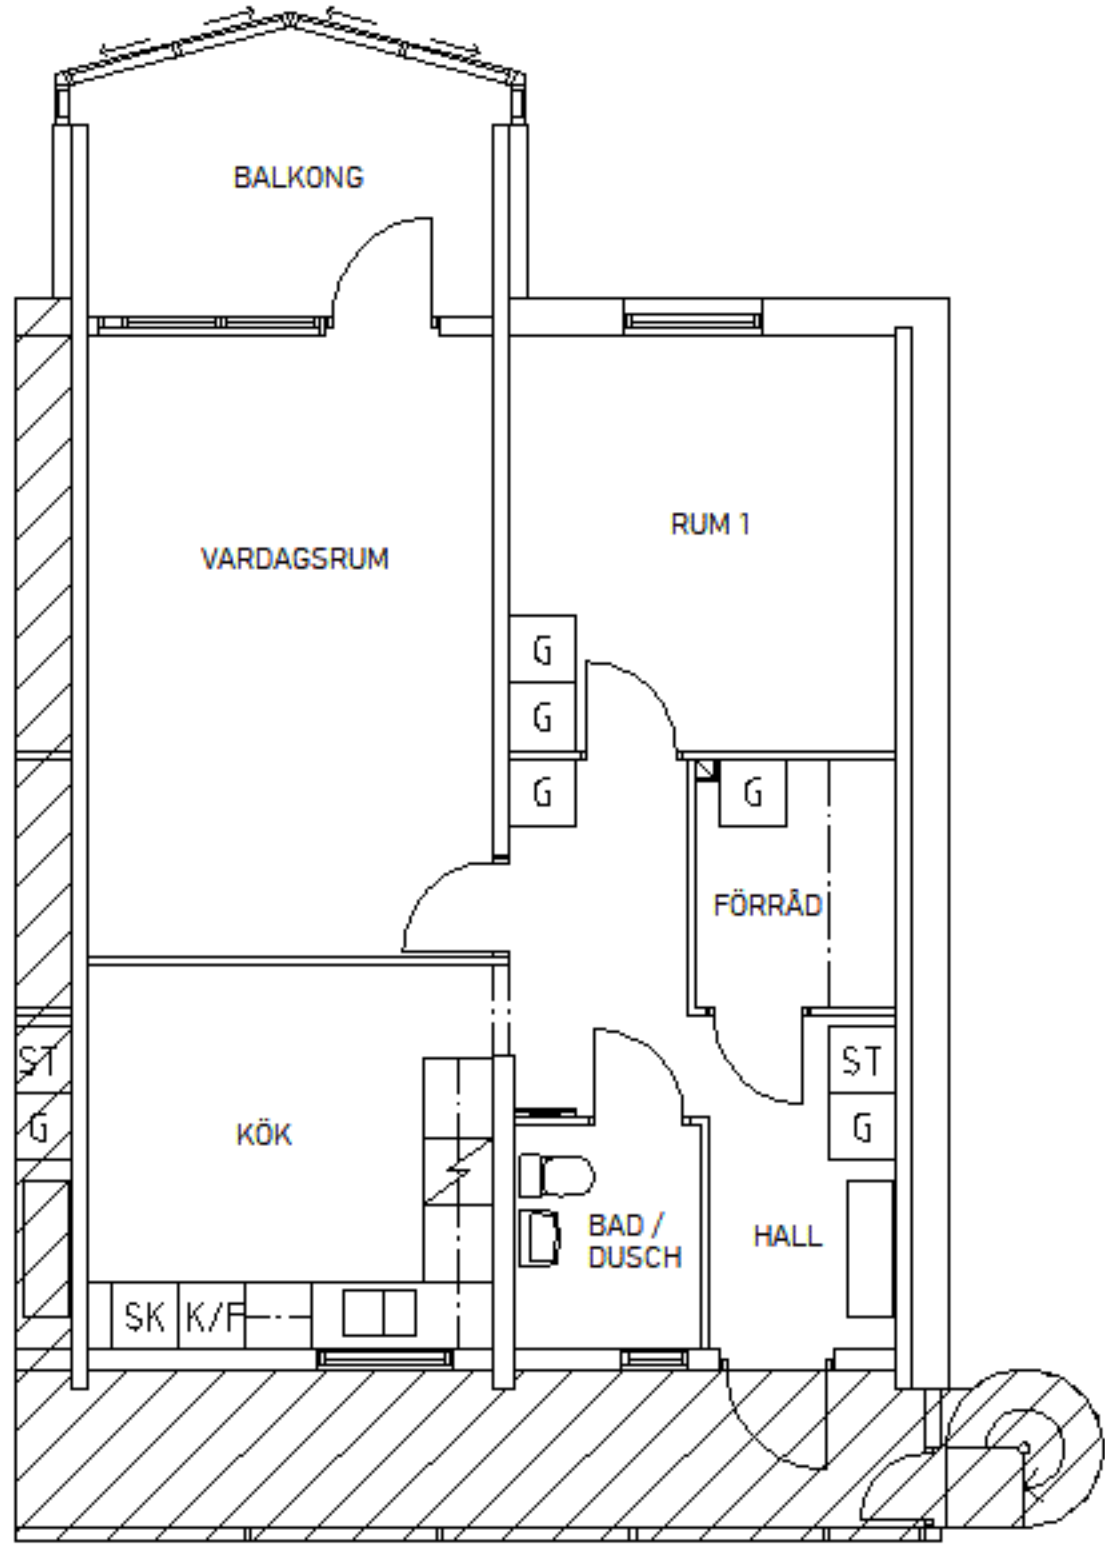 BALKONG
RUM 1
VARDAGSRUM
G
G
G
G
FÖRRÅD
ST
ST
G
KÖK
G
BAD /
DUSCH
HALL
SK
K/F